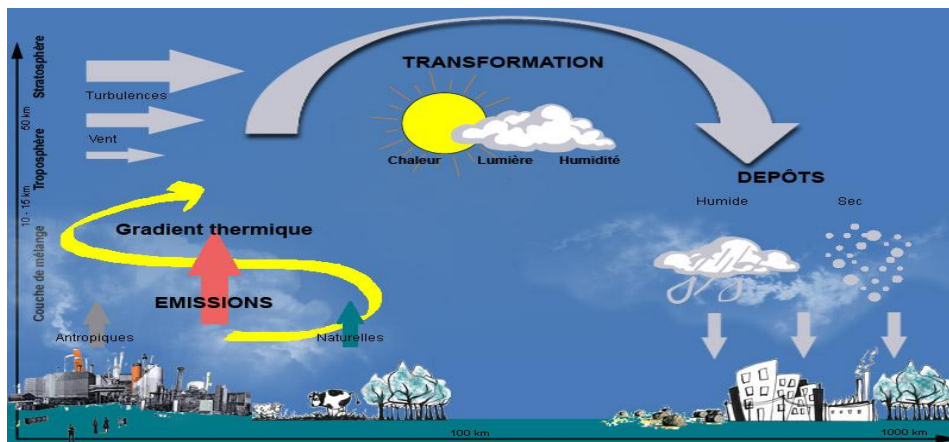 Stratosphère
50 km
Troposphère
10 - 15 km
Couche de mélange
Turbulences
Vent
TRANSFORMATION
Chaleur Lumière Humidité
DEPÔTS
Humide Sec
Gradient thermique
EMISSIONS
Antropiques
Naturelles
100 km
1000 km